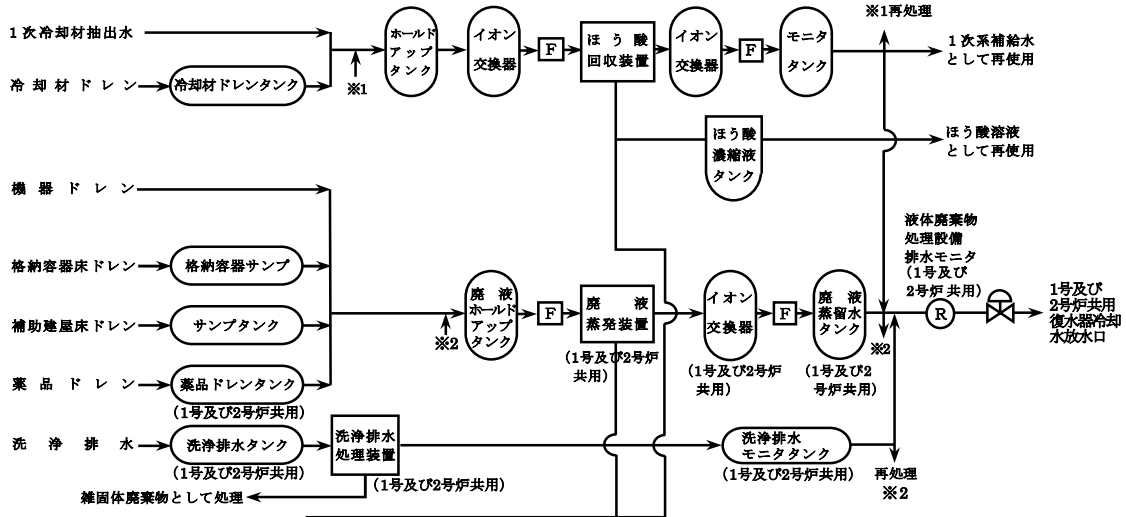 1次冷却材抽出水
冷却材ドレン
冷却材ドレンタンク
※1
ホールド
アップ
タンク
イオン
交換器
F
ほう酸
回収装置
イオン
交換器
F
モニタ
タンク
※1再処理
1次系補給水
として再使用
ほう酸
濃縮液
タンク
ほう酸溶液
として再使用
機器ドレン
格納容器床ドレン
格納容器サンプ
補助建屋床ドレン
サンプタンク
薬品ドレン
薬品ドレンタンク
(1号及び2号炉共用)
※2
廃液
ホールド
アップ
タンク
F
廃液
蒸発装置
(1号及び2号炉
共用)
イオン
交換器
(1号及び2号炉
共用)
F
廃液
蒸留水
タンク
(1号及び2
号炉共用)
※2
液体廃棄物
処理設備
排水モニタ
(1号及び
2号炉共用)
R
1号及び
2号炉共用
復水器冷却
水放水口
洗浄排水
洗浄排水タンク
(1号及び2号炉共用)
洗浄排水
処理装置
(1号及び2号炉共用)
洗浄排水
モニタタンク
(1号及び2号炉共用)
再処理
※2
雑固体廃棄物として処理